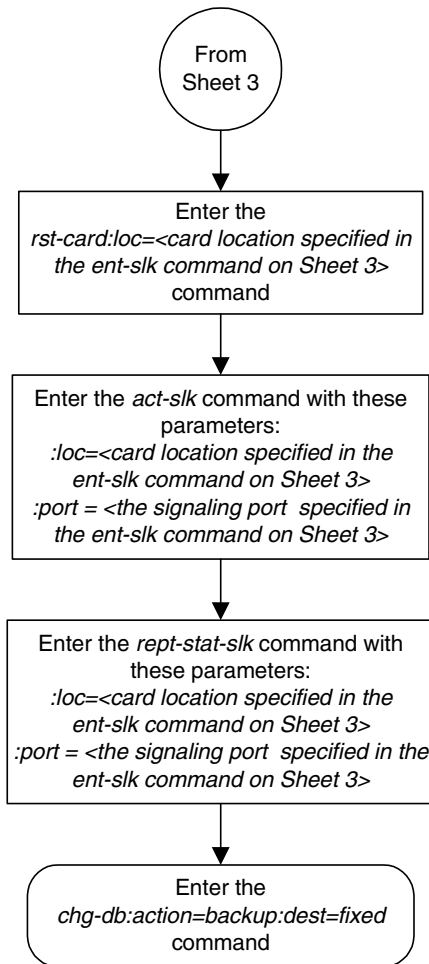 From
Sheet 3
Enter the
rst-card:loc=<card location specified in
the ent-slk command on Sheet 3>
command
Enter the act-slk command with these
parameters:
:loc=<card location specified in the
ent-slk command on Sheet 3>
:port = <the signaling port specified in
the ent-slk command on Sheet 3>
Enter the rept-stat-slk command with
these parameters:
:loc=<card location specified in the
ent-slk command on Sheet 3>
:port = <the signaling port specified in the
ent-slk command on Sheet 3>
Enter the
chg-db:action=backup:dest=fixed
command